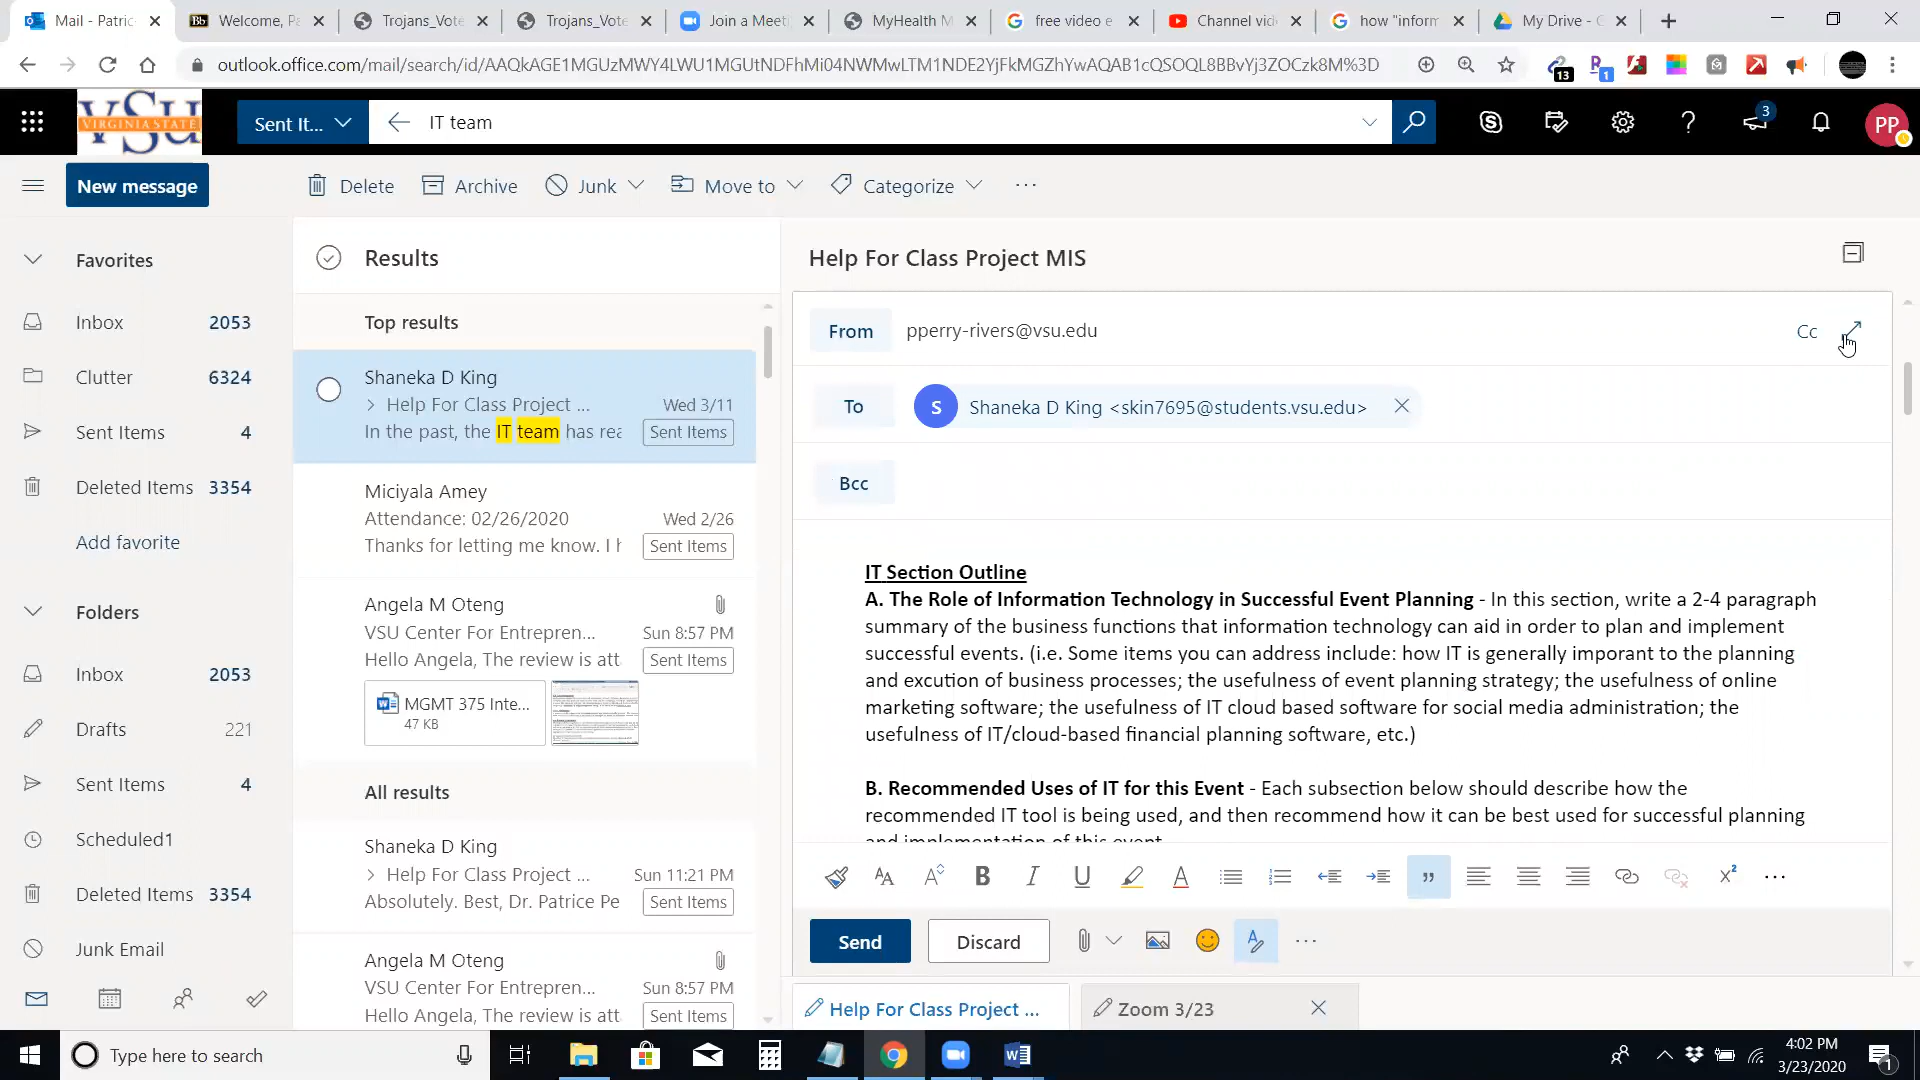 Mail - Patric
Welcome, Pa
Trojans_Vote
Trojans_Vote
Join a Meeti
MyHealth M
free video e
Channel vid
how "inform
My Drive - G
outlook.office.com/mail/search/id/AAQkAGE1MGUzMWY4LWU1MGUtNDFhMi04NWMwLTM1NDE2YjFkMGZhYwAQAB1cQSOQL8BBvYj3ZOCzk8M%3D
13
1
VSU
VIRGINIA STATE
Sent It...
IT team
3
PP
New message
Delete
Archive
Junk
Move to
Categorize
Favorites
Inbox 2053
Clutter 6324
Sent Items 4
Deleted Items 3354
Add favorite
Folders
Inbox 2053
Drafts 221
Sent Items 4
Scheduled1
Deleted Items 3354
Junk Email
Results
Top results
Shaneka D King
Help For Class Project ... Wed 3/11
In the past, the IT team has rea Sent Items
Miciyala Amey
Attendance: 02/26/2020 Wed 2/26
Thanks for letting me know. I h Sent Items
Angela M Oteng
VSU Center For Entrepren... Sun 8:57 PM
Hello Angela, The review is att Sent Items
MGMT 375 Inte...
47 KB
All results
Shaneka D King
Help For Class Project ... Sun 11:21 PM
Absolutely. Best, Dr. Patrice Pe Sent Items
Angela M Oteng
VSU Center For Entrepren... Sun 8:57 PM
Hello Angela, The review is att Sent Items
Help For Class Project MIS
From pperry-rivers@vsu.edu Cc
To S Shaneka D King <skin7695@students.vsu.edu>
Bcc
IT Section Outline
A. The Role of Information Technology in Successful Event Planning - In this section, write a 2-4 paragraph
summary of the business functions that information technology can aid in order to plan and implement
successful events. (i.e. Some items you can address include: how IT is generally imporant to the planning
and excution of business processes; the usefulness of event planning strategy; the usefulness of online
marketing software; the usefulness of IT cloud based software for social media administration; the
usefulness of IT/cloud-based financial planning software, etc.)
B. Recommended Uses of IT for this Event - Each subsection below should describe how the
recommended IT tool is being used, and then recommend how it can be best used for successful planning
and implementation of this event.
Send
Discard
Help For Class Project ...
Zoom 3/23
Type here to search
4:02 PM
3/23/2020
1